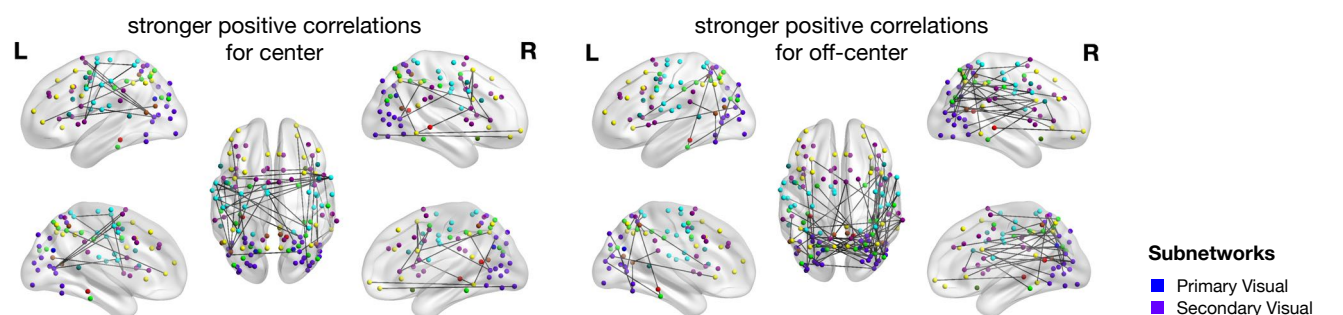 stronger positive correlations
for center
L
R
stronger positive correlations
for off-center
L
R
Subnetworks
Primary Visual
Secondary Visual